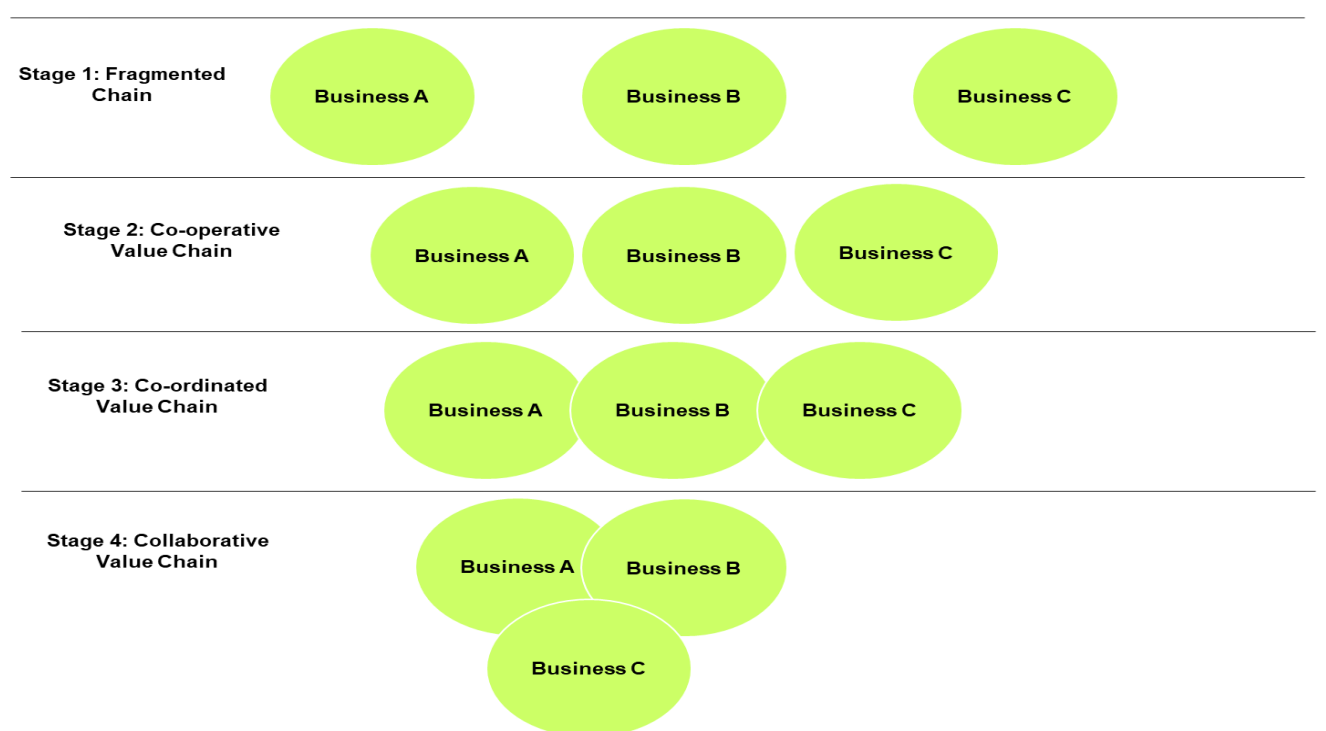 Stage 1: Fragmented
Chain
Business A
Business B
Business C
Stage 2: Co-operative
Value Chain
Business A
Business B
Business C
Stage 3: Co-ordinated
Value Chain
Business A
Business B
Business C
Stage 4: Collaborative
Value Chain
Business A
Business B
Business C